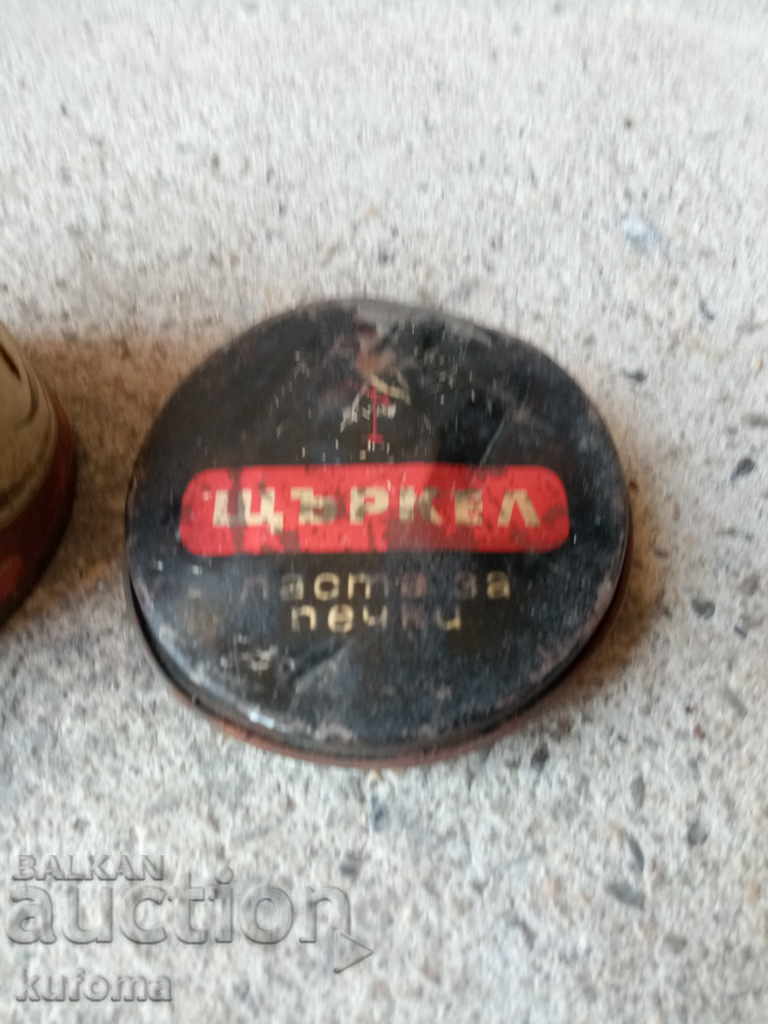 ЩЪРКЕЛ
паста за
печки
BALKAN
auction
kufoma